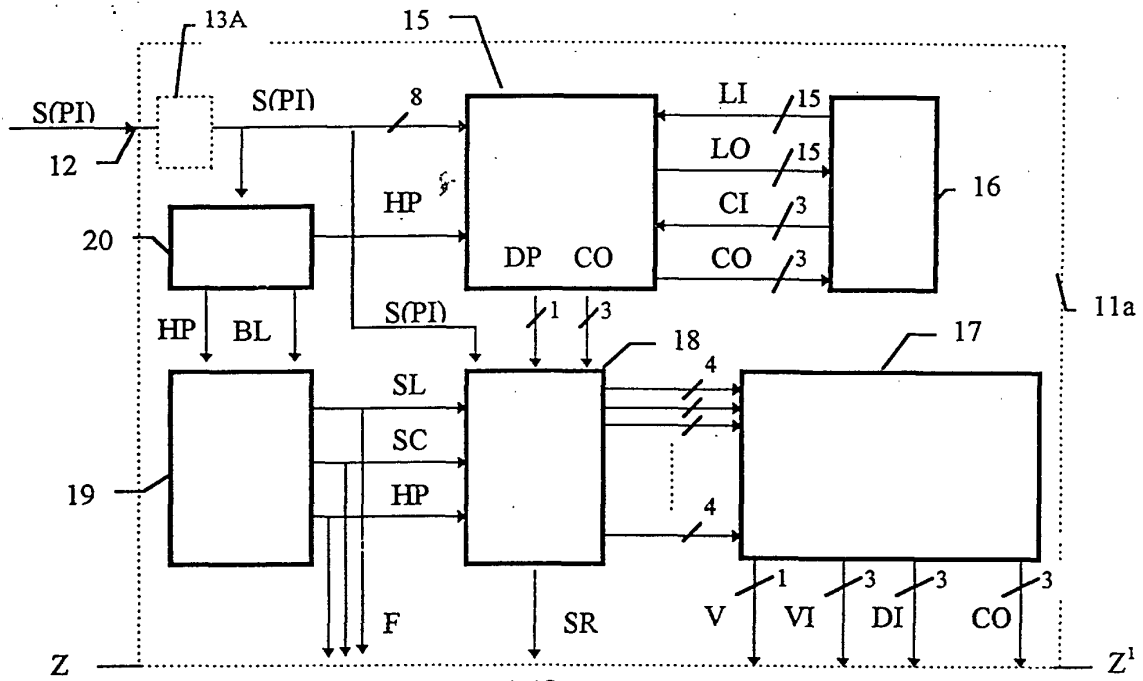 13A
15
S(PI)
S(PI)
8
LI
15
12
LO
15
16
HP
CI
3
20
DP
CO
CO
3
HP
BL
S(PI)
1
3
11a
18
17
SL
4
SC
19
HP
4
F
SR
V
1
VI
3
DI
3
CO
3
Z
Z¹